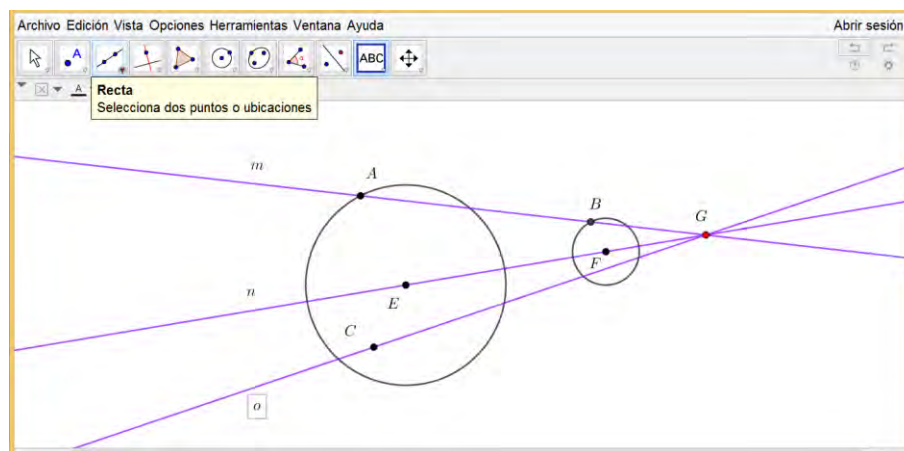 Archivo Edición Vista Opciones Herramientas Ventana Ayuda Abrir sesión
A ABC
A Recta
Selecciona dos puntos o ubicaciones
m A
B G
F
n E
C
o